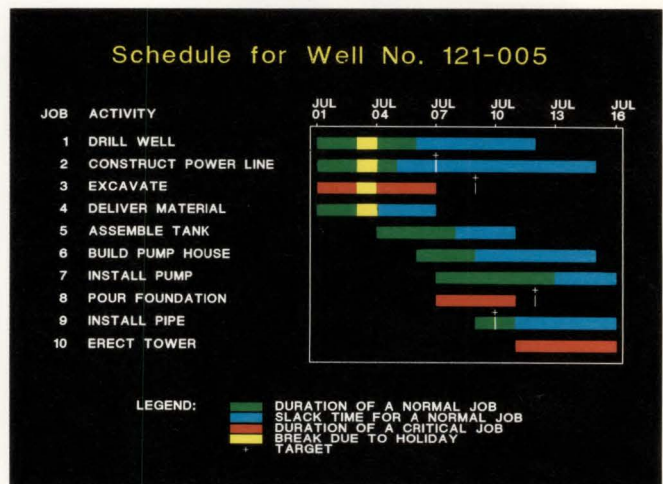 Schedule for Well No. 121-005
JUL JUL JUL JUL JUL JUL
JOB ACTIVITY 01 04 07 10 13 16
1 DRILL WELL
2 CONSTRUCT POWER LINE
3 EXCAVATE
4 DELIVER MATERIAL
5 ASSEMBLE TANK
6 BUILD PUMP HOUSE
7 INSTALL PUMP
8 POUR FOUNDATION
9 INSTALL PIPE
10 ERECT TOWER
LEGEND: DURATION OF A NORMAL JOB
SLACK TIME FOR A NORMAL JOB
DURATION OF A CRITICAL JOB
BREAK DUE TO HOLIDAY
+ TARGET